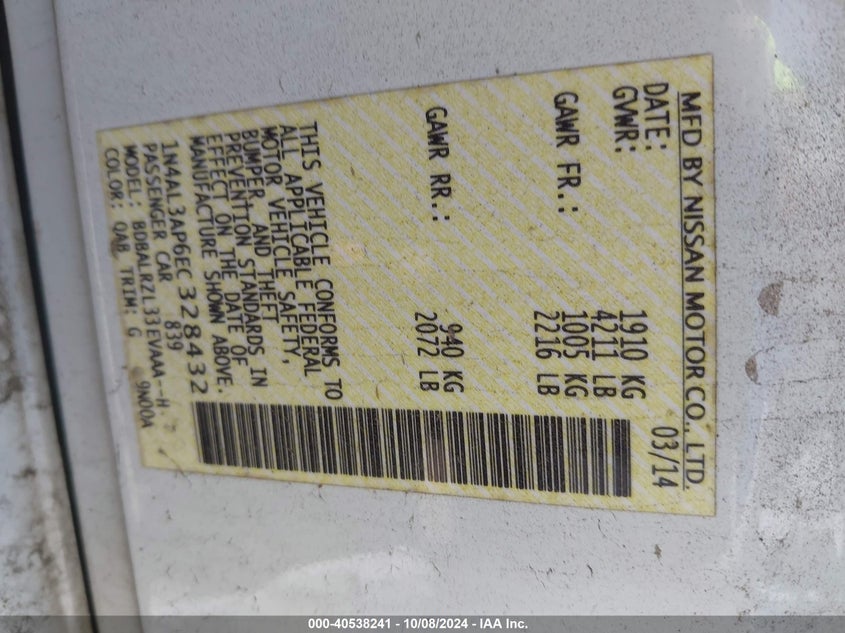 MFD BY NISSAN MOTOR CO., LTD.
DATE: 03/14
GVWR: 1910 KG
4211 LB
GAWR FR.: 1005 KG
2216 LB
GAWR RR.: 940 KG
2072 LB
THIS VEHICLE CONFORMS TO
ALL APPLICABLE FEDERAL
MOTOR VEHICLE SAFETY,
BUMPER, AND THEFT
PREVENTION STANDARDS IN
EFFECT ON THE DATE OF
MANUFACTURE SHOWN ABOVE.
1N4AL3AP6EC328432
PASSENGER CAR 839
MODEL: BDBALRZL33EVAAA--H-
COLOR: QAB TRIM: G 9N00A
000-40538241 - 10/08/2024 - IAA Inc.